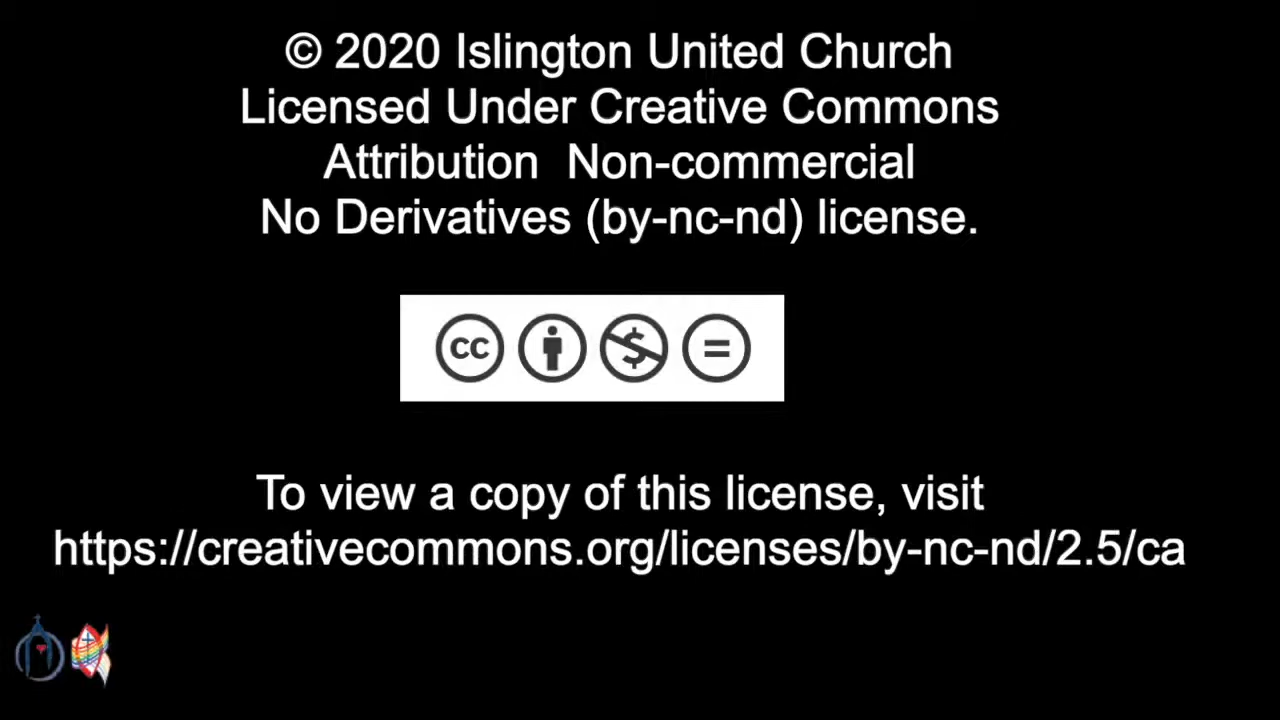 © 2020 Islington United Church
Licensed Under Creative Commons
Attribution  Non-commercial
No Derivatives (by-nc-nd) license.
cc
$
=
To view a copy of this license, visit
https://creativecommons.org/licenses/by-nc-nd/2.5/ca